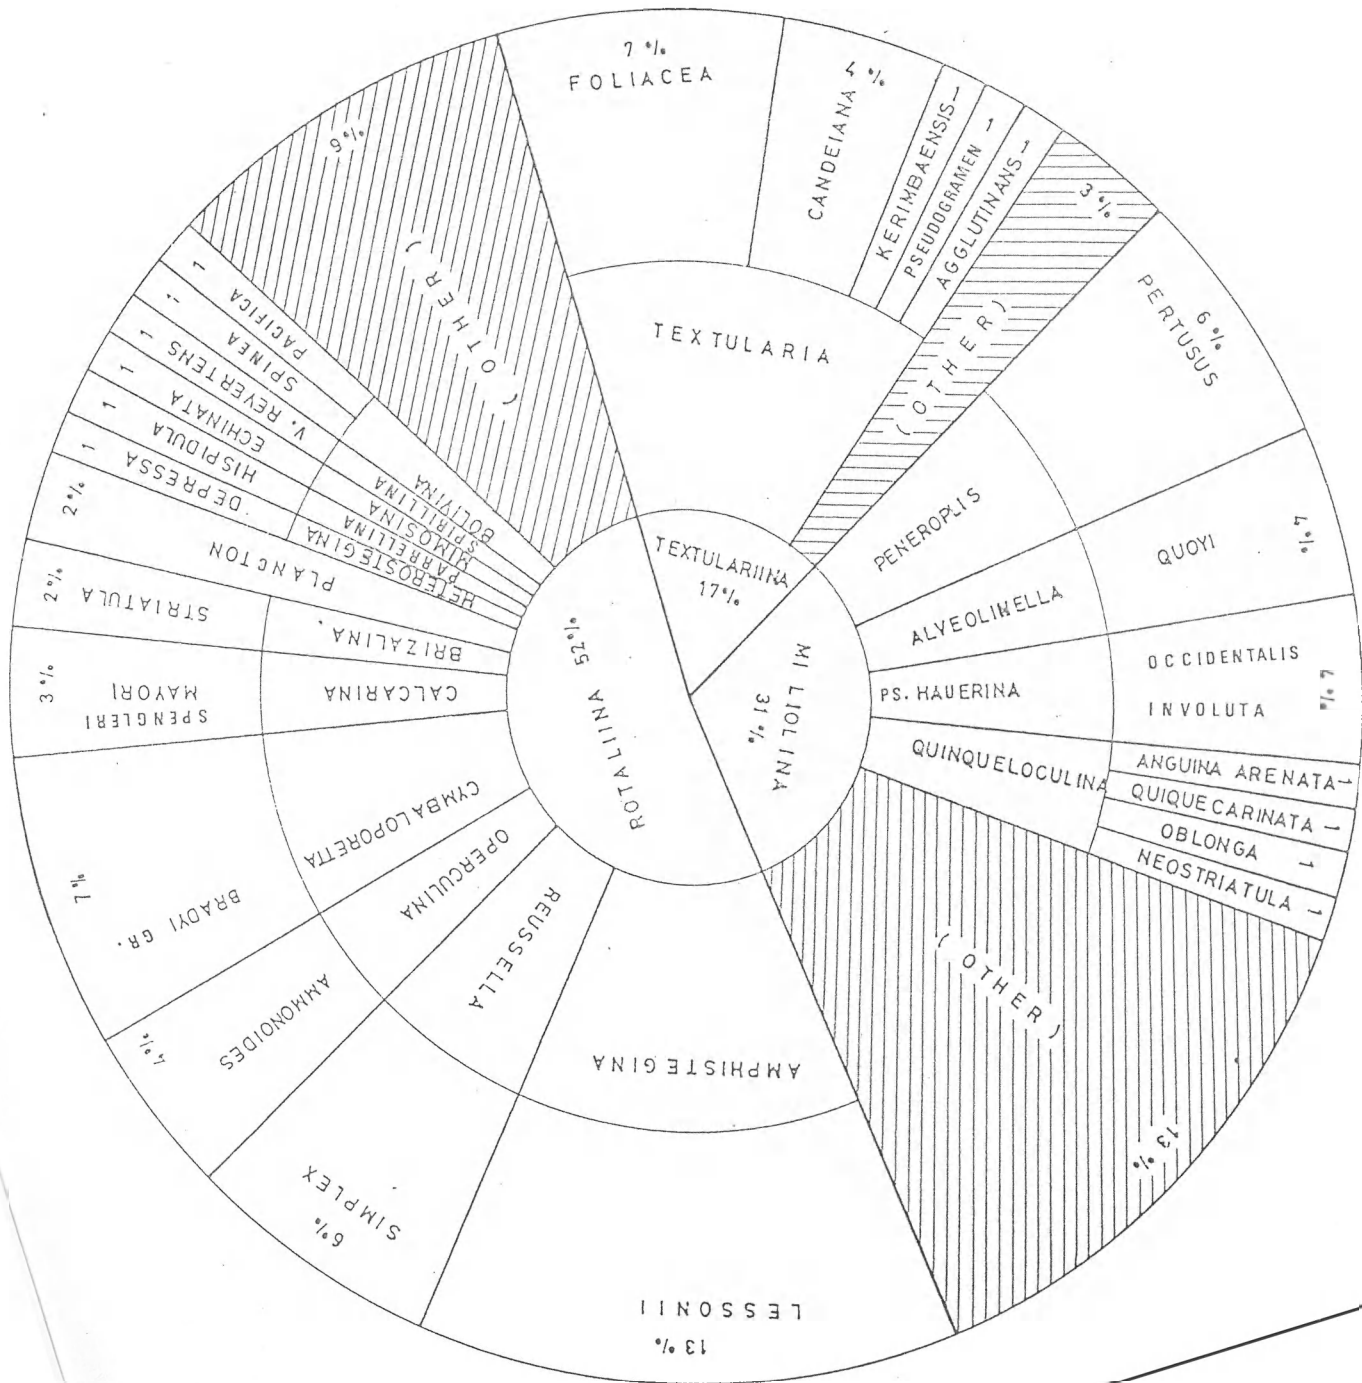 7 %
FOLIACEA
4 %
CANDEIANA
KERIMBAENSIS-1
PSEUDOGRAMEN 1
AGGLUTINANS-1
3 %
( OTHER )
TEXTULARIA
TEXTULARIINA
17%
6 %
PERTUSUS
PENEROPLIS
4 %
QUOYI
ALVEOLINELLA
OCCIDENTALIS
INVOLUTA
PS. HAUERINA
QUINQUELOCULINA
ANGUINA ARENATA-1
QUIQUECARINATA -1
OBLONGA 1
NEOSTRIATULA -1
( OTHER )
13 %
MILIOLINA
31 %
ROTALIINA 52%
AMPHISTEGINA
LESSONII
13 %
REUSSELLA
SIMPLEX
6%
OPERCULINA
AMMONOIDES
4%
CYMBALOPORETTA
BRADYI GR.
7%
CALCARINA
SPENGLERI
MAYORI
3 %
BRIZALINA.
STRIATULA
2%
PLANCTON
2%
HETEROSTEGINA
DEPRESSA
1
PARRELLINA
HISPIDULA
1
MIMOSINA
ECHINATA
1
SPIRILLINA
V. REVERTENS
1
BOLIVINA
SPINEA
1
PACIFICA
1
( OTHER )
9%